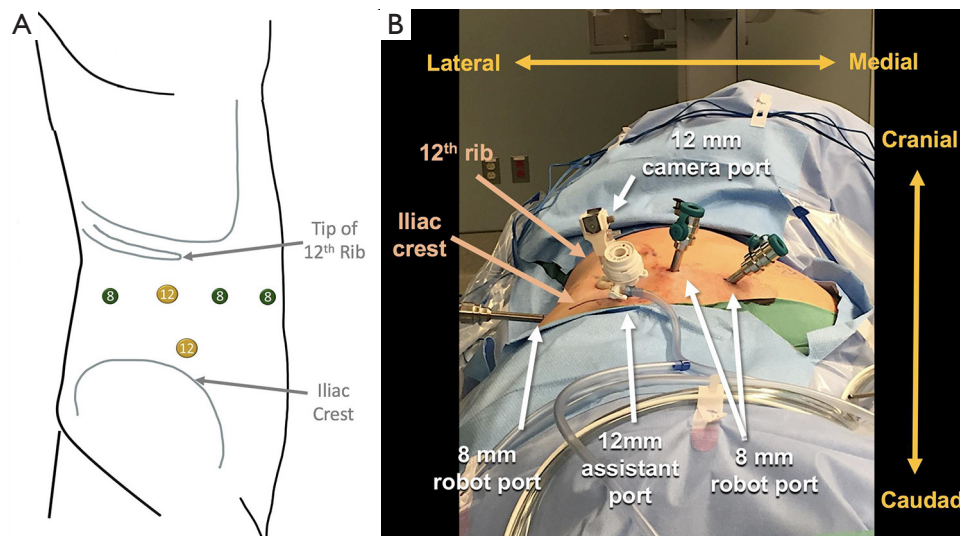 A
Tip of
12th Rib
8
12
8
8
12
Iliac
Crest
B
Lateral
Medial
Cranial
12th rib
12 mm
camera port
Iliac
crest
8 mm
robot port
12mm
assistant
port
8 mm
robot port
Caudad